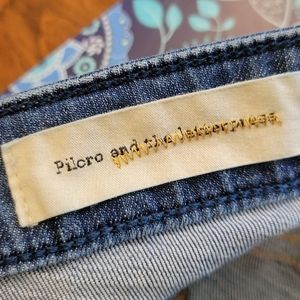 Pilcro and the letterpress